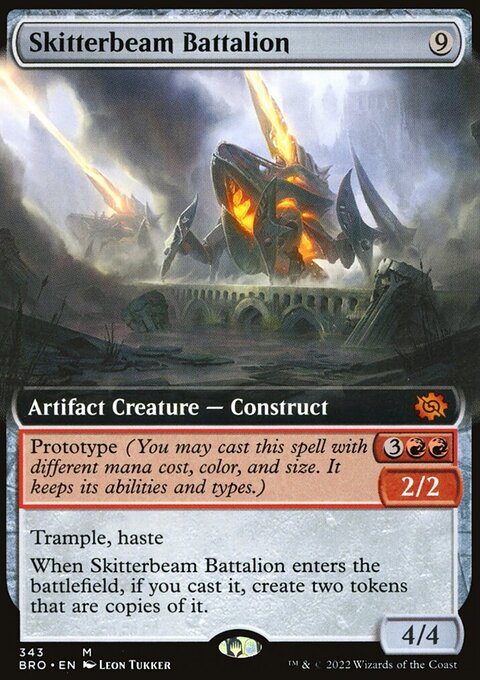 Skitterbeam Battalion 9
Artifact Creature — Construct
Prototype (You may cast this spell with 3
different mana cost, color, and size. It
keeps its abilities and types.) 2/2
Trample, haste
When Skitterbeam Battalion enters the
battlefield, if you cast it, create two tokens
that are copies of it.
4/4
343 M
BRO • EN Leon Tukker
™ & © 2022 Wizards of the Coast